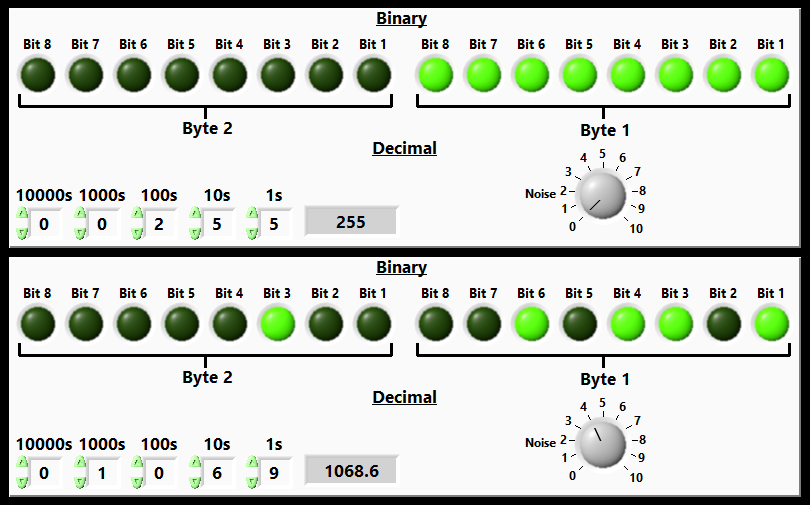 Binary
Bit 8 Bit 7 Bit 6 Bit 5 Bit 4 Bit 3 Bit 2 Bit 1 Bit 8 Bit 7 Bit 6 Bit 5 Bit 4 Bit 3 Bit 2 Bit 1
Byte 2 Byte 1
Decimal
10000s 1000s 100s 10s 1s
0 0 2 5 5 255
Noise 0 1 2 3 4 5 6 7 8 9 10
Binary
Bit 8 Bit 7 Bit 6 Bit 5 Bit 4 Bit 3 Bit 2 Bit 1 Bit 8 Bit 7 Bit 6 Bit 5 Bit 4 Bit 3 Bit 2 Bit 1
Byte 2 Byte 1
Decimal
10000s 1000s 100s 10s 1s
0 1 0 6 9 1068.6
Noise 0 1 2 3 4 5 6 7 8 9 10